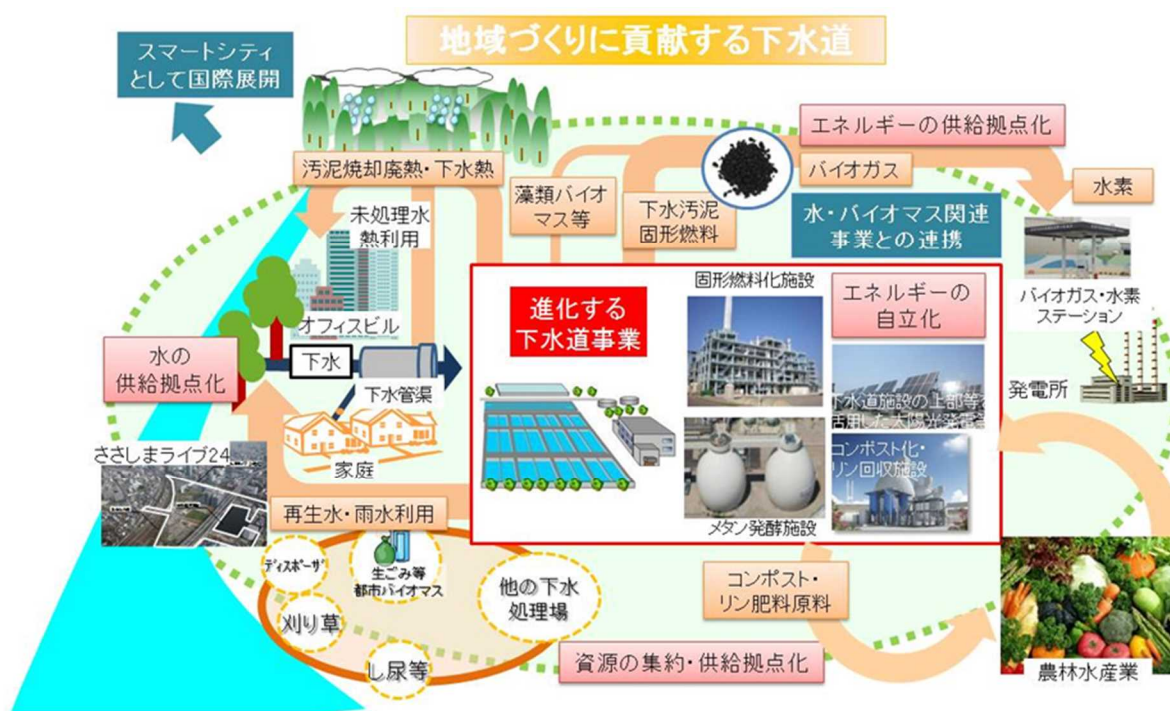 地域づくりに貢献する下水道
スマートシティ
として国際展開
エネルギーの供給拠点化
汚泥焼却廃熱・下水熱
藻類バイオ
マス等
下水汚泥
固形燃料
バイオガス
水素
水・バイオマス関連
事業との連携
未処理水
熱利用
オフィスビル
固形燃料化施設
エネルギーの
自立化
進化する
下水道事業
バイオガス・水素
ステーション
水の
供給拠点化
下水
下水管渠
発電所
下水道施設の上部等を
活用した太陽光発電
ささしまライブ24
家庭
コンポスト化・
リン回収施設
メタン発酵施設
再生水・雨水利用
ディスポーザ
生ごみ等
都市バイオマス
他の下水
処理場
刈り草
し尿等
コンポスト・
リン肥料原料
資源の集約・供給拠点化
農林水産業